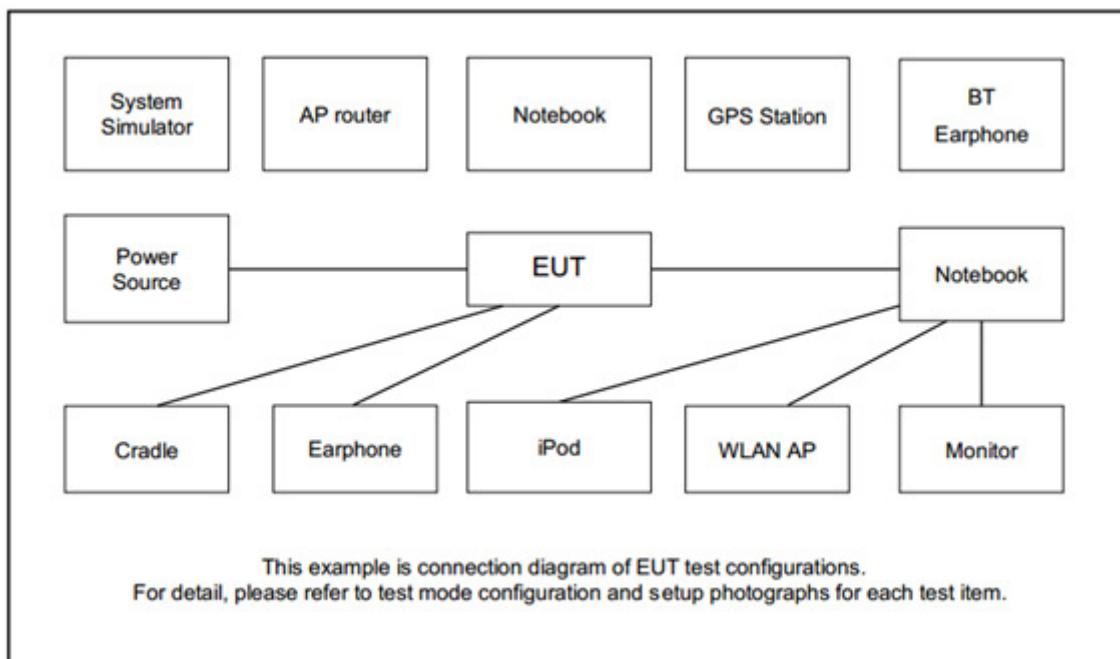 System
Simulator
AP router
Notebook
GPS Station
BT
Earphone
Power
Source
EUT
Notebook
Cradle
Earphone
iPod
WLAN AP
Monitor
This example is connection diagram of EUT test configurations.
For detail, please refer to test mode configuration and setup photographs for each test item.